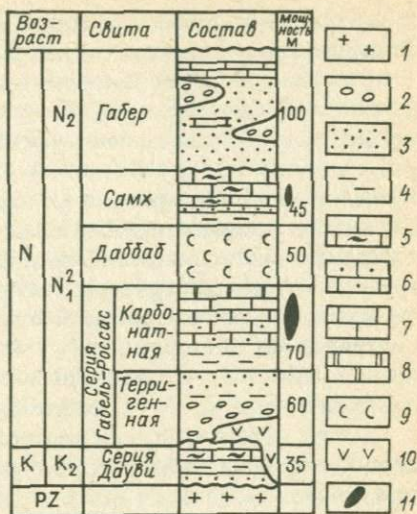 Воз-
раст
Свита
Состав
Мощ-
ность
м
N₂
Габер
100
N
N₁²
Самх
45
Даббаб
50
Серия
Габель-Россас
Карбо-
нат-
ная
70
Терри-
ген-
ная
60
K
K₂
Серия
Дауви
35
PZ
1
2
3
4
5
6
7
8
9
10
11